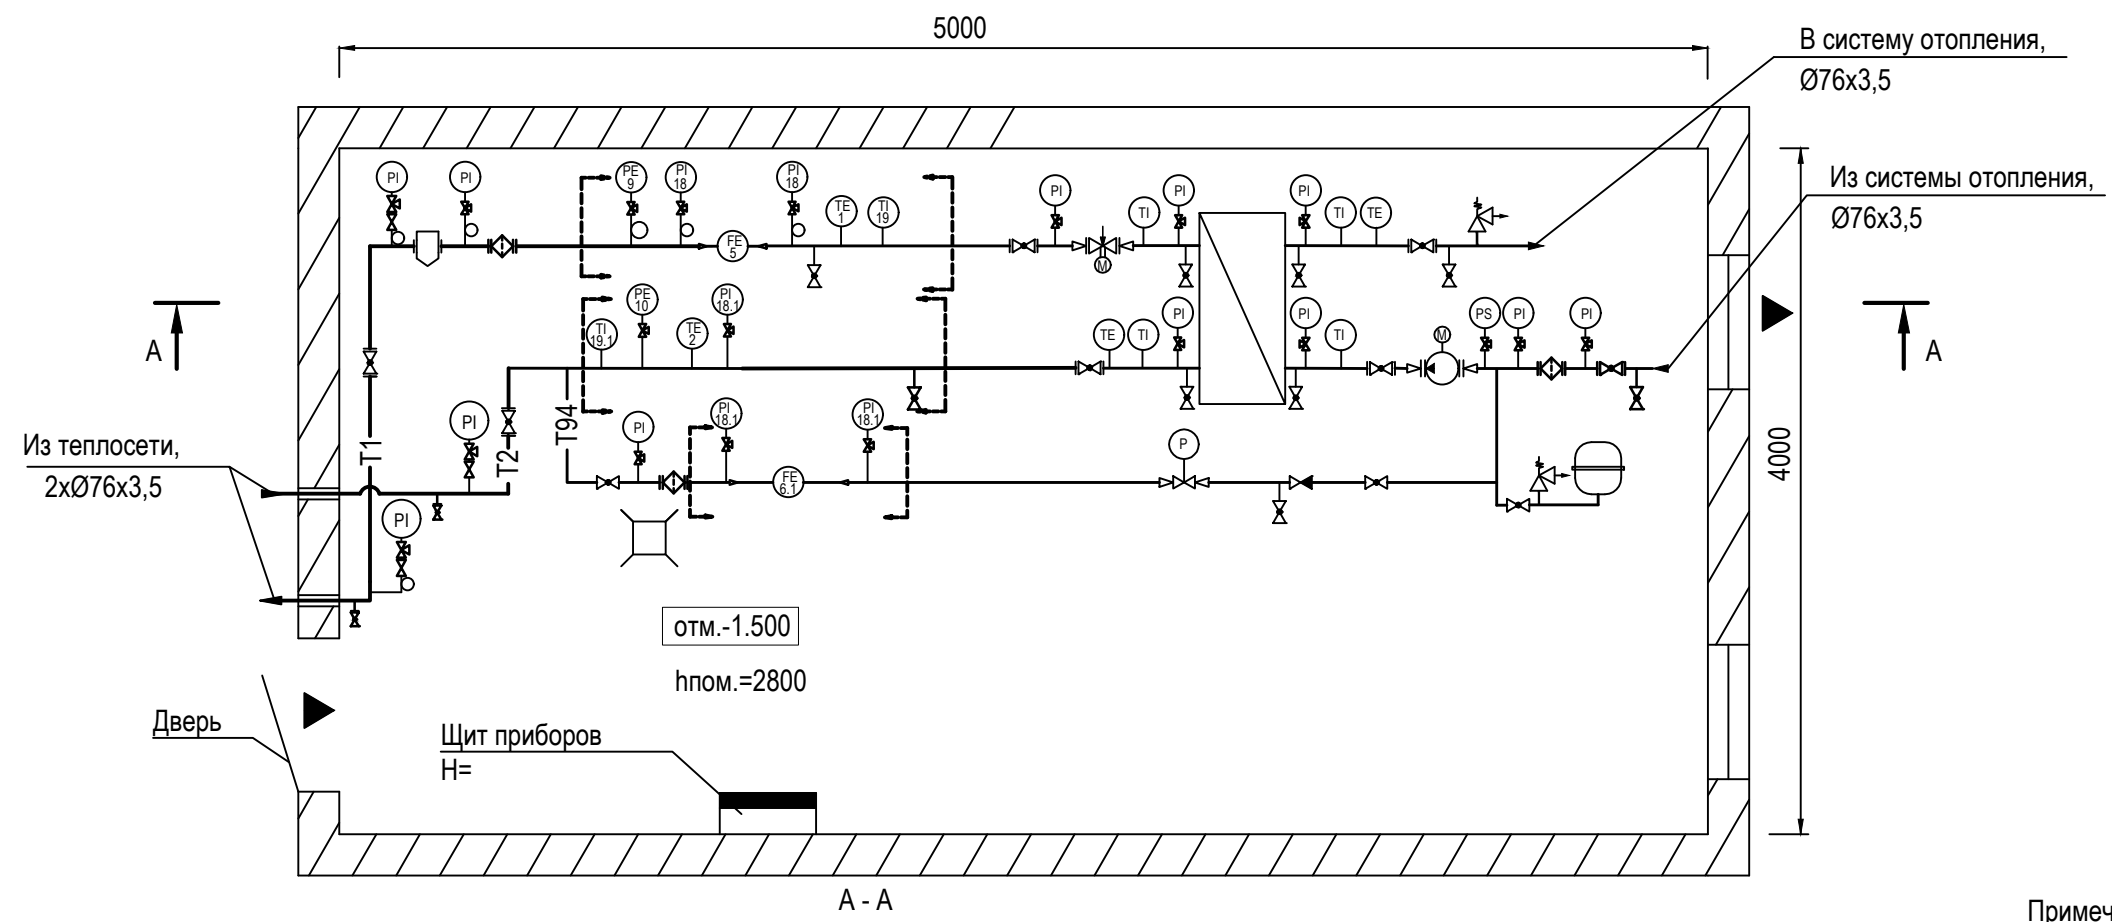 5000
В систему отопления,
Ø76x3,5
Из системы отопления,
Ø76x3,5
PI
PI
PE 9
PI 18
PI 18
TE 1
TI 19
FE 5
PI
TI
PI
M
PI
TI
TE
A
A
PE 10
PI 18.1
TI 19.1
TE 2
TE
TI
PI
PI
TI
M
PS
PI
PI
4000
Из теплосети,
2xØ76x3,5
T1
PI
T2
T94
PI
PI 18.1
PI 18.1
FE 6.1
P
PI
отм.-1.500
hпом.=2800
Дверь
Щит приборов
H=
A - A
Примеч